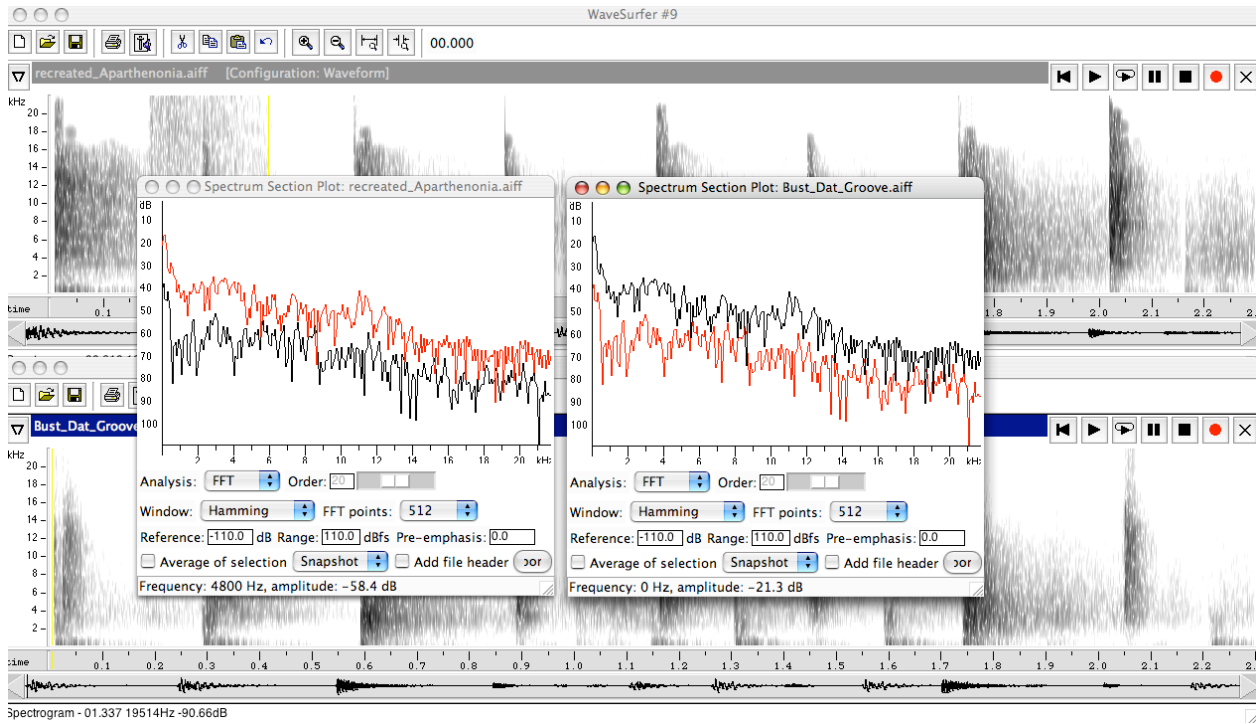 WaveSurfer #9
00.000
recreated_Aparthenonia.aiff [Configuration: Waveform]
kHz
20
18
16
14
12
10
8
6
4
2
time 0.1 1.8 1.9 2.0 2.1 2.2 2.
Spectrum Section Plot: recreated_Aparthenonia.aiff
dB
10
20
30
40
50
60
70
80
90
100
2 4 6 8 10 12 14 16 18 20 kHz
Analysis: FFT Order: 20
Window: Hamming FFT points: 512
Reference: -110.0 dB Range: 110.0 dBfs Pre-emphasis: 0.0
Average of selection Snapshot Add file header por
Frequency: 4800 Hz, amplitude: -58.4 dB
Spectrum Section Plot: Bust_Dat_Groove.aiff
dB
10
20
30
40
50
60
70
80
90
100
2 4 6 8 10 12 14 16 18 20 kHz
Analysis: FFT Order: 20
Window: Hamming FFT points: 512
Reference: -110.0 dB Range: 110.0 dBfs Pre-emphasis: 0.0
Average of selection Snapshot Add file header por
Frequency: 0 Hz, amplitude: -21.3 dB
Bust_Dat_Groove
kHz
20
18
16
14
12
10
8
6
4
2
time 0.1 0.2 0.3 0.4 0.5 0.6 0.7 0.8 0.9 1.0 1.1 1.2 1.3 1.4 1.5 1.6 1.7 1.8 1.9 2.0 2.1 2.2 2.
Spectrogram - 01.337 19514Hz -90.66dB